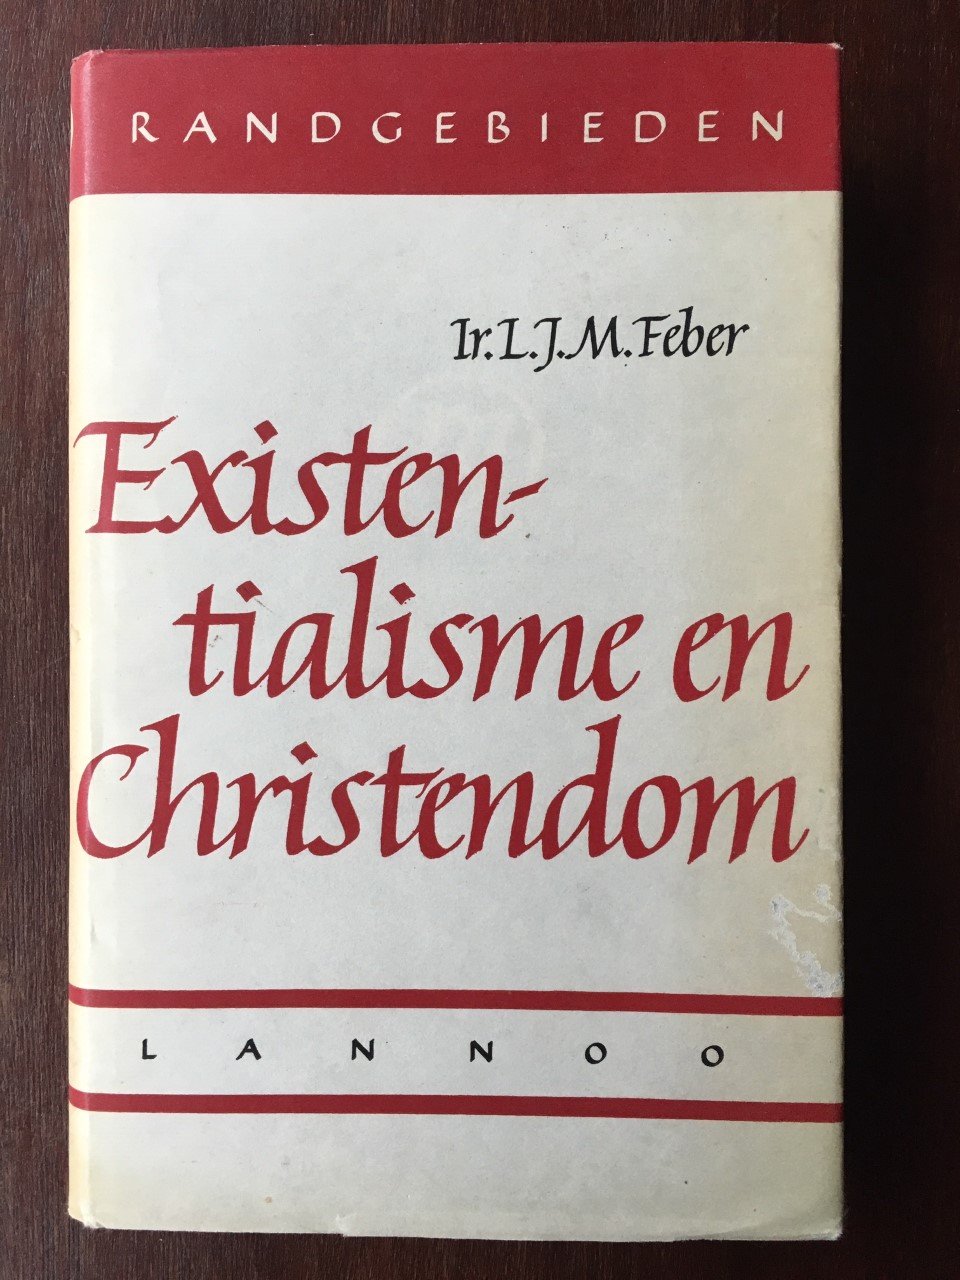 RANDGEBIEDEN
Ir. L. J. M. Feber
Existen-
tialisme en
Christendom
LANNOO